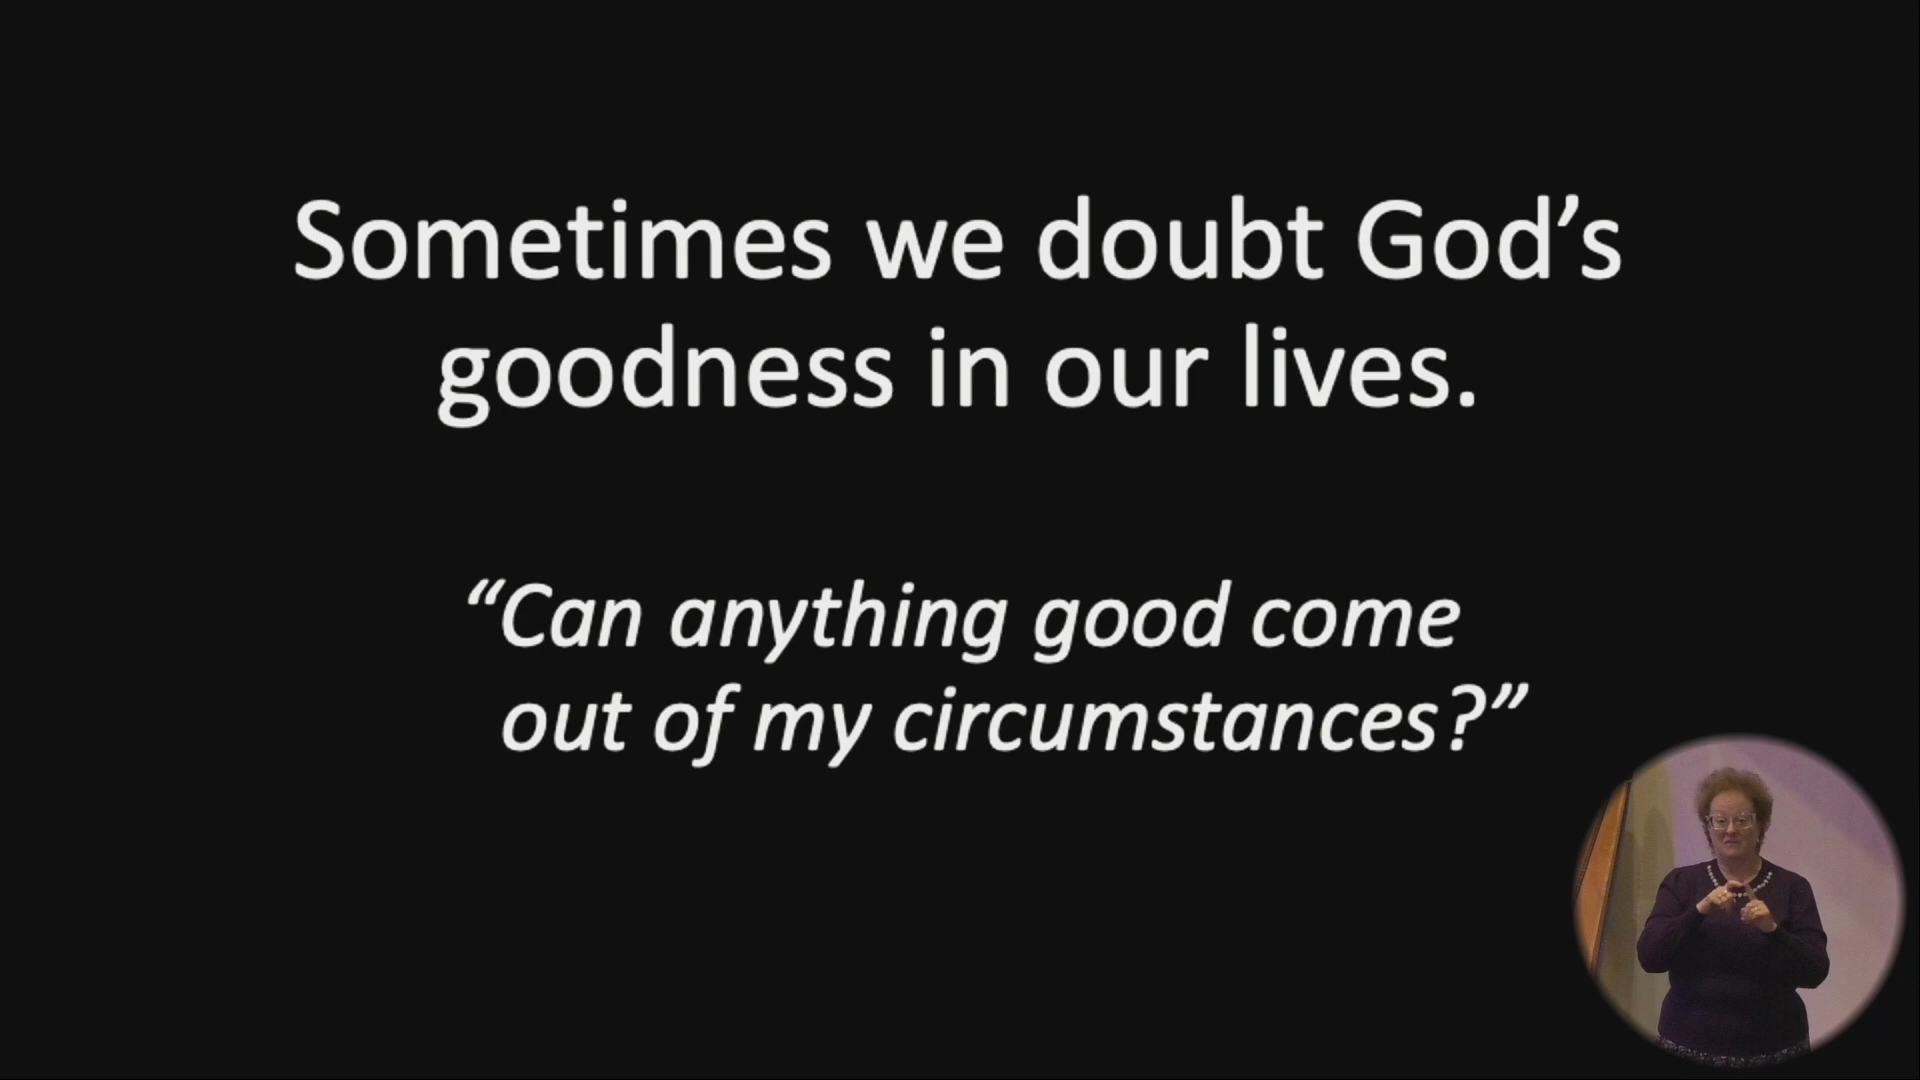 Sometimes we doubt God’s
goodness in our lives.
“Can anything good come
out of my circumstances?”